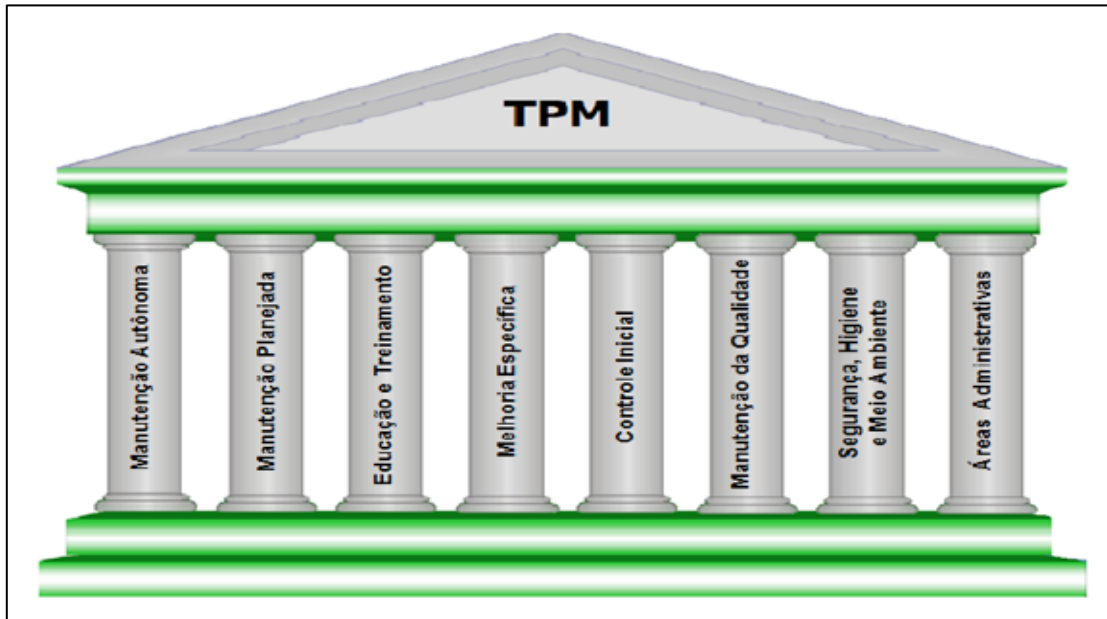 TPM
Manutenção Autônoma
Manutenção Planejada
Educação e Treinamento
Melhoria Específica
Controle Inicial
Manutenção da Qualidade
Segurança, Higiene
e Meio Ambiente
Áreas Administrativas